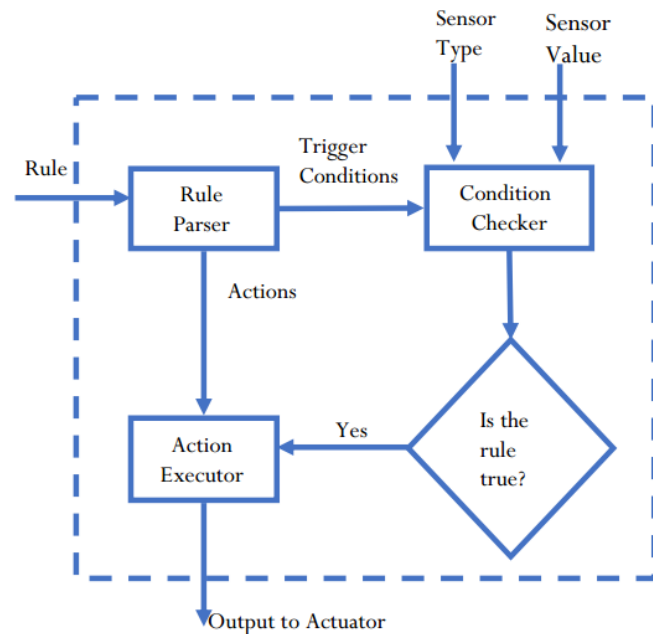 Sensor
Type
Sensor
Value
Rule
Rule
Parser
Trigger
Conditions
Condition
Checker
Actions
Action
Executor
Yes
Is the
rule
true?
Output to Actuator